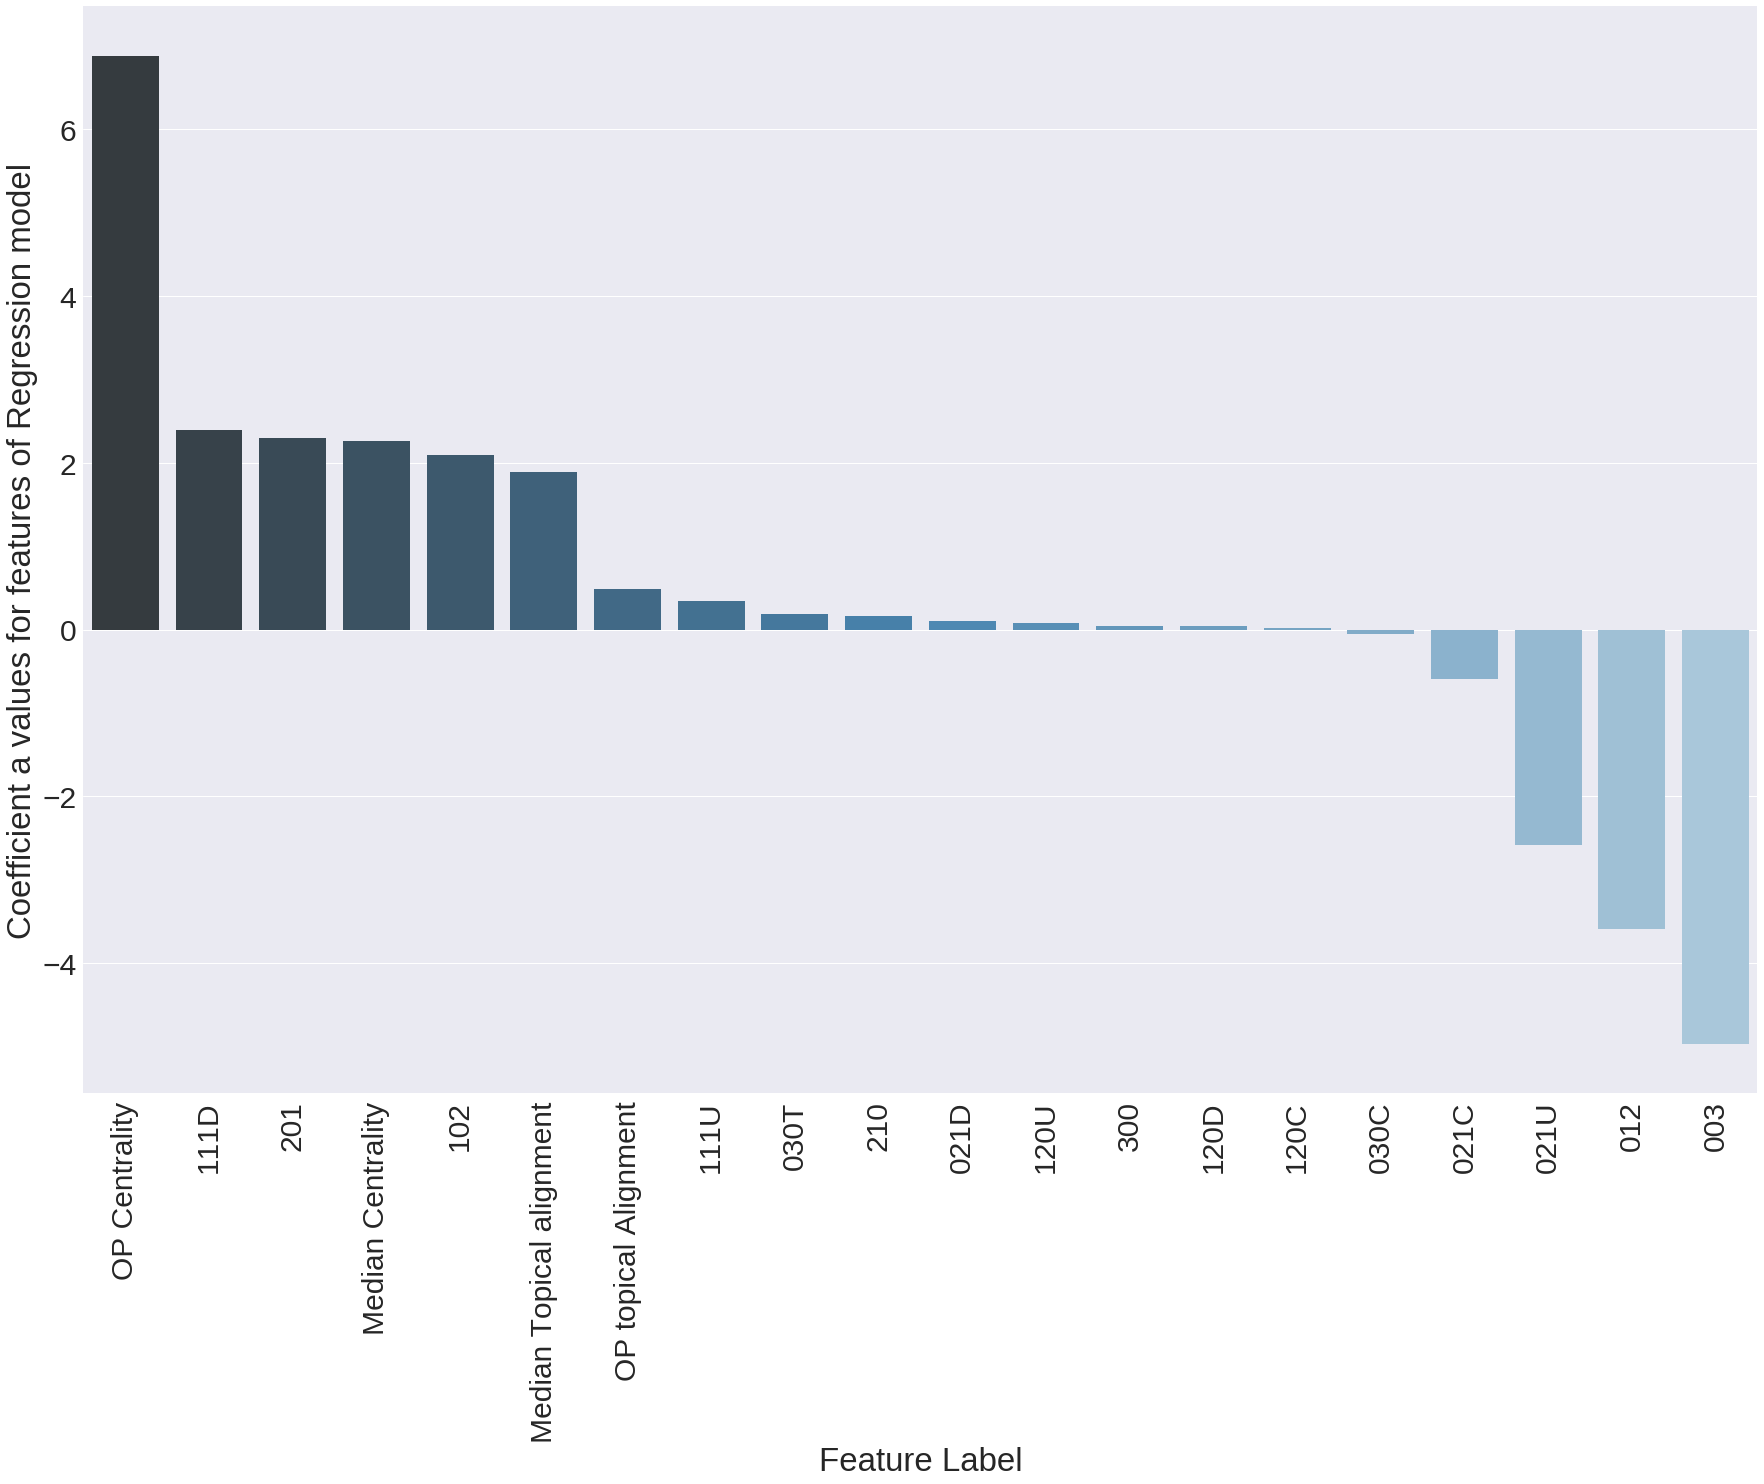 Coefficient a values for features of Regression model
6
4
2
0
−2
−4
OP Centrality
111D
201
Median Centrality
102
Median Topical alignment
OP topical Alignment
111U
030T
210
021D
120U
300
120D
120C
030C
021C
021U
012
003
Feature Label